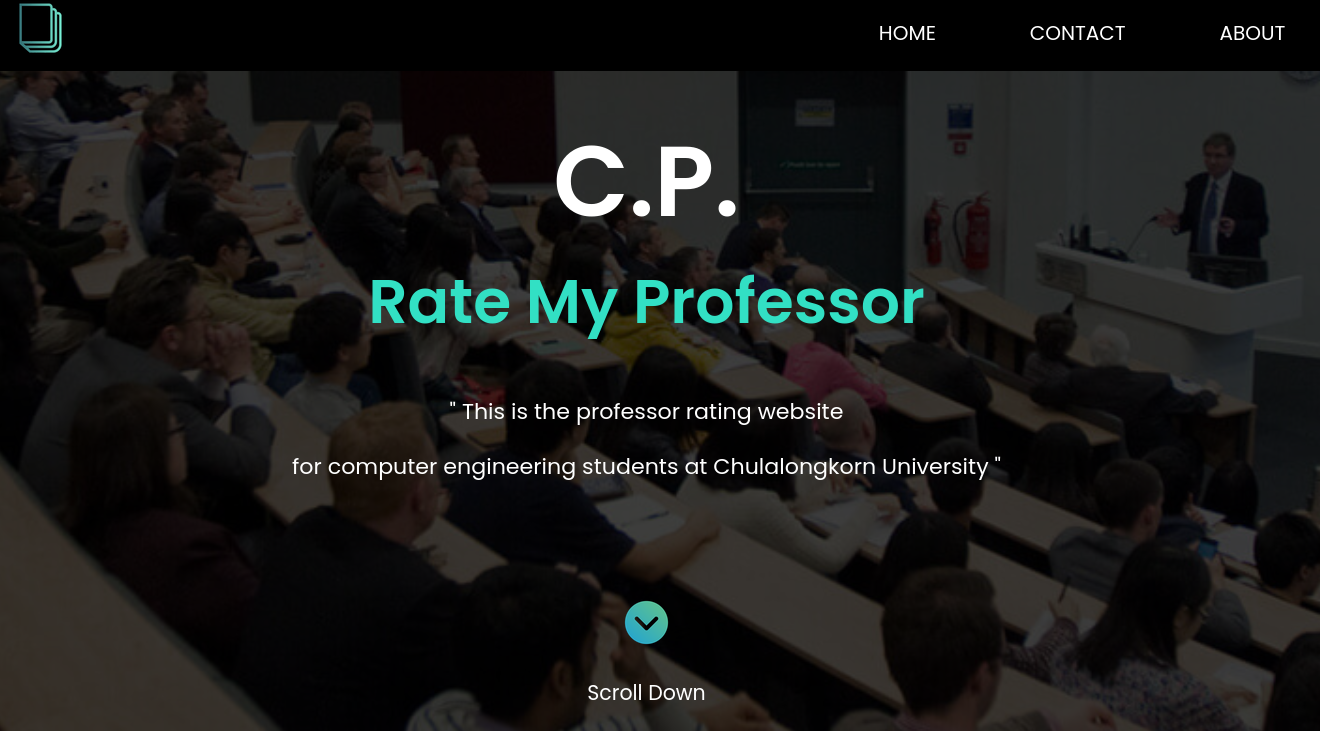 HOME CONTACT ABOUT
C.P.
Rate My Professor
" This is the professor rating website
for computer engineering students at Chulalongkorn University "
Scroll Down